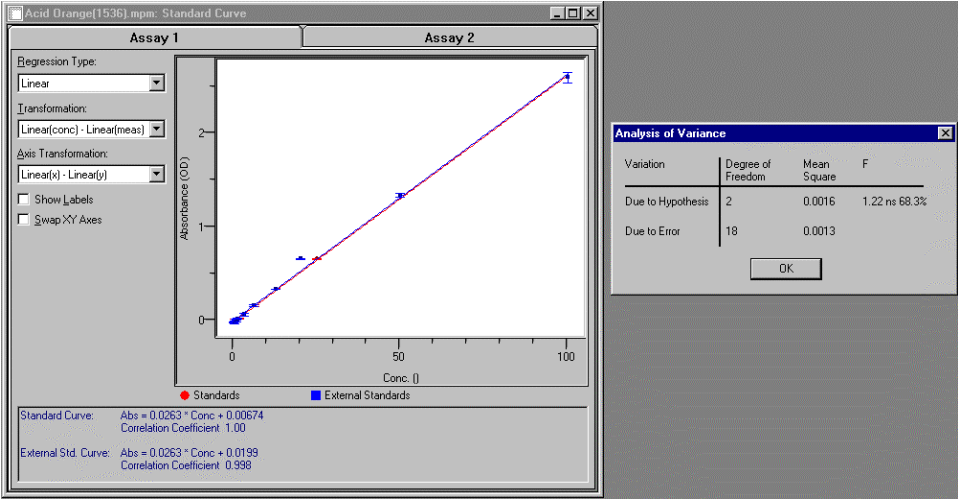 Acid Orange(1536).mpm: Standard Curve
Assay 1
Assay 2
Regression Type:
Linear
Transformation:
Linear(conc) - Linear(meas)
Axis Transformation:
Linear(x) - Linear(y)
Show Labels
Swap XY Axes
Absorbance (OD)
2
1
0
0 50 100
Conc. ()
Standards External Standards
Standard Curve: Abs = 0.0263 * Conc + 0.00674
Correlation Coefficient 1.00
External Std. Curve: Abs = 0.0263 * Conc + 0.0199
Correlation Coefficient 0.998
Analysis of Variance
Variation Degree of Freedom Mean Square F
Due to Hypothesis 2 0.0016 1.22 ns 68.3%
Due to Error 18 0.0013
OK